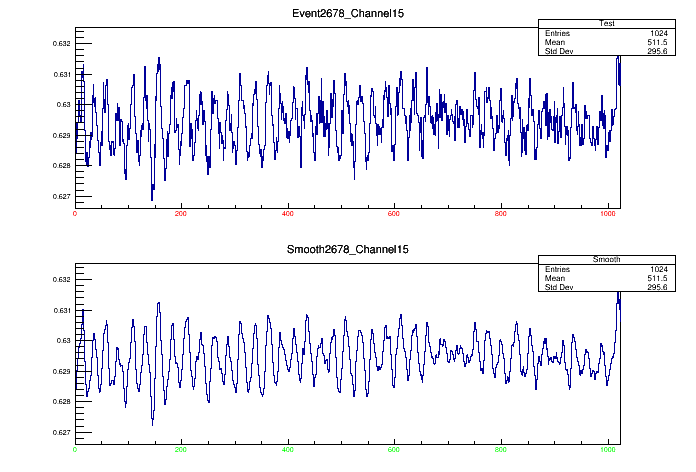 Event2678_Channel15
Test
Entries 1024
Mean 511.5
Std Dev 295.6
0.632
0.631
0.63
0.629
0.628
0.627
0 200 400 600 800 1000
Smooth2678_Channel15
Smooth
Entries 1024
Mean 511.5
Std Dev 295.6
0.632
0.631
0.63
0.629
0.628
0.627
0 200 400 600 800 1000